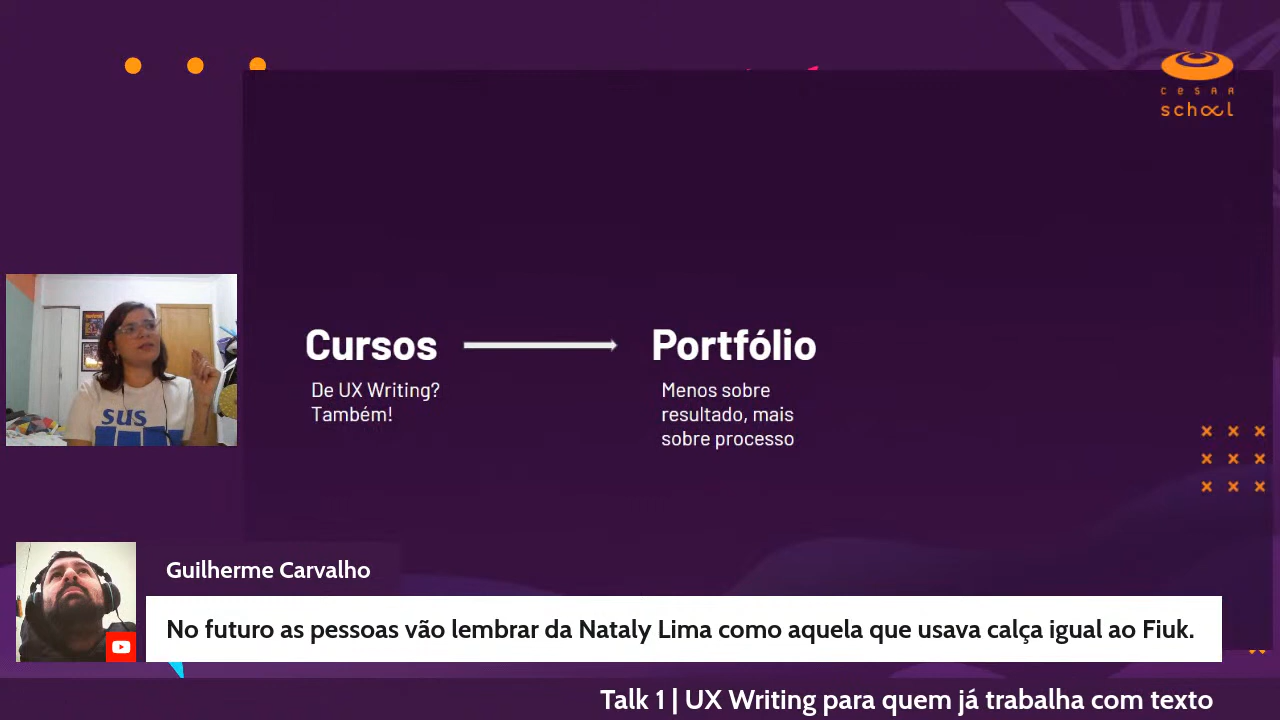 cesar
school
Cursos
Portfólio
De UX Writing?
Também!
Menos sobre
resultado, mais
sobre processo
SUS
Guilherme Carvalho
No futuro as pessoas vão lembrar da Nataly Lima como aquela que usava calça igual ao Fiuk.
Talk 1 | UX Writing para quem já trabalha com texto